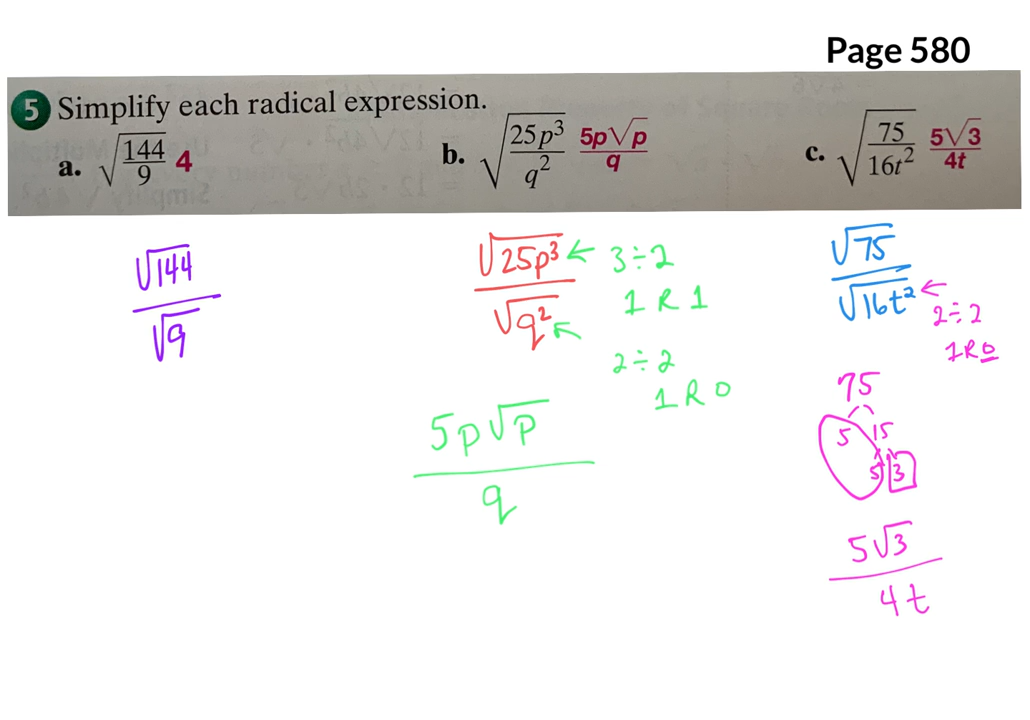 Page 580
5 Simplify each radical expression.
a. √(144/9) 4
b. √(25p³/q²) 5p√p/q
c. √(75/16t²) 5√3/4t
√144/√9
√25p³/√q²
← 3÷2
1 R 1
← 2÷2
1 R 0
5p√p/q
√75/√16t²
← 2÷2
1 R 0
75
5 15
5 3
5√3/4t